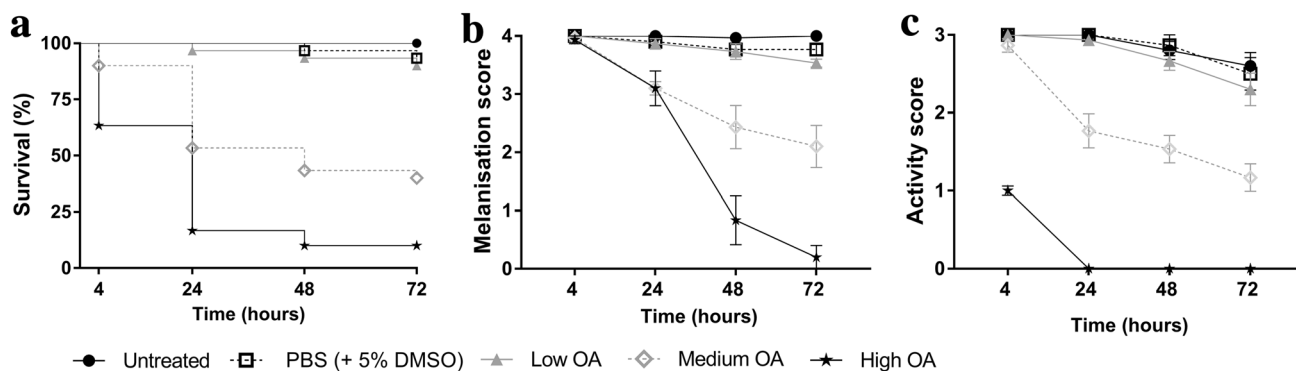 a
Survival (%)
100
75
50
25
0
4 24 48 72
Time (hours)
b
Melanisation score
4
3
2
1
0
4 24 48 72
Time (hours)
c
Activity score
3
2
1
0
4 24 48 72
Time (hours)
Untreated PBS (+ 5% DMSO) Low OA Medium OA High OA